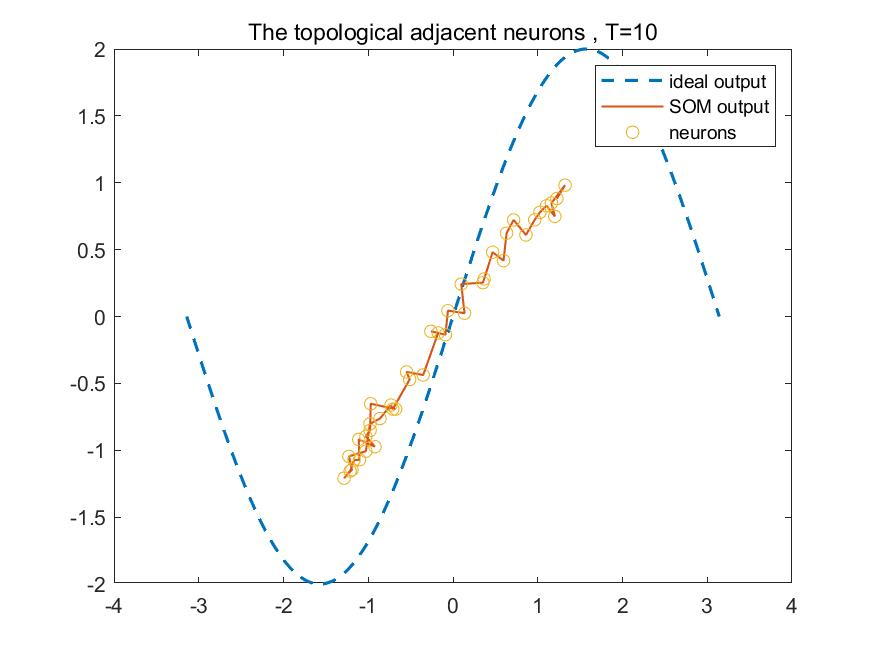 The topological adjacent neurons , T=10
ideal output
SOM output
neurons
2
1.5
1
0.5
0
-0.5
-1
-1.5
-2
-4 -3 -2 -1 0 1 2 3 4